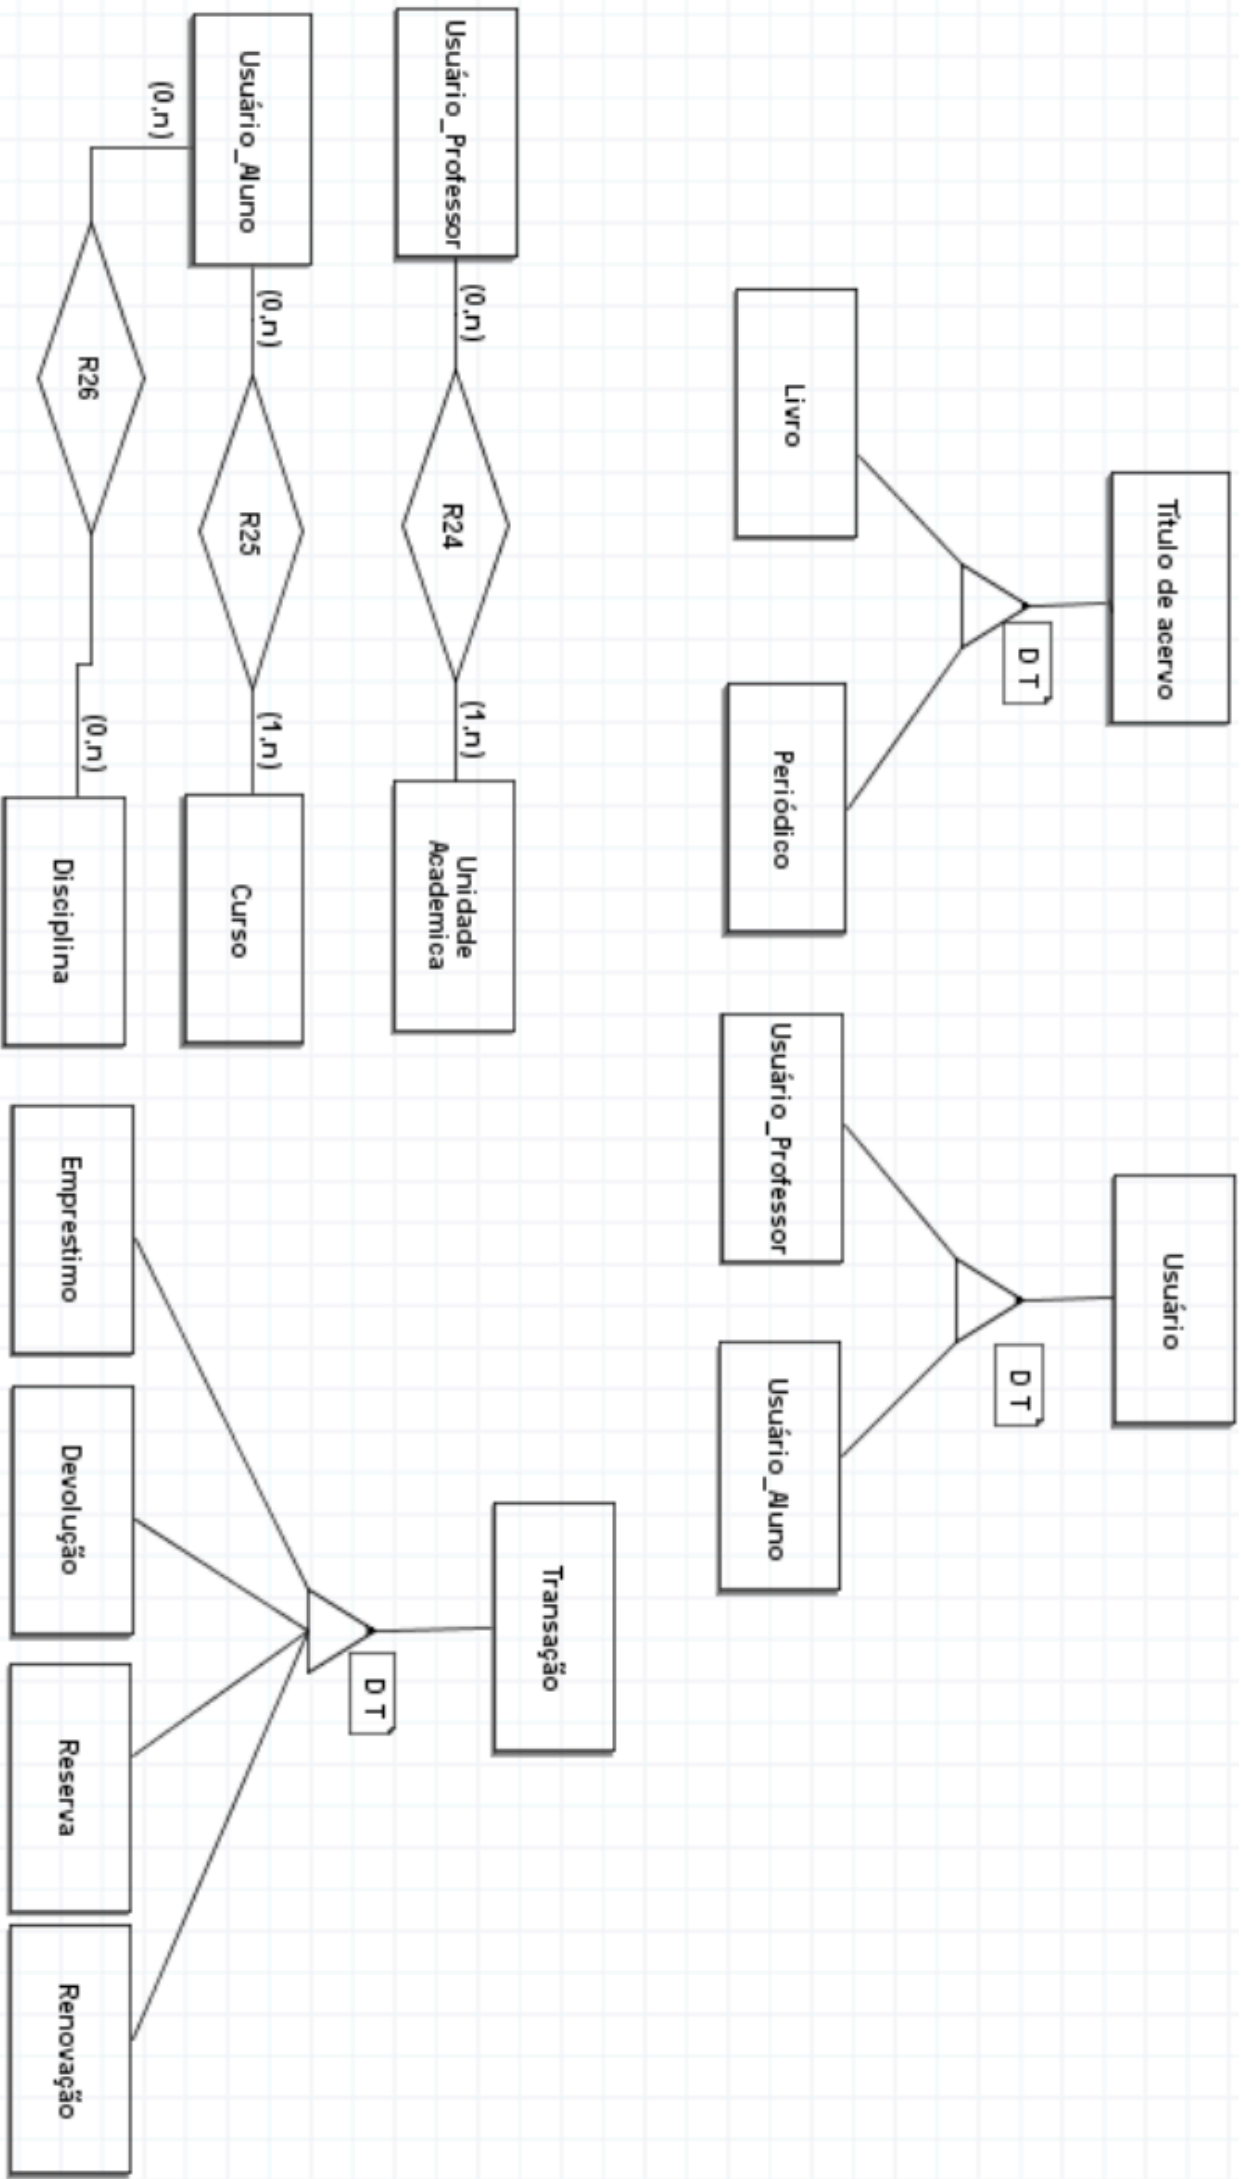 Título de acervo
D T
Livro
Periódico
Usuário
D T
Usuário_Professor
Usuário_Aluno
Usuário_Professor
(0,n)
R24
(1,n)
Unidade
Academica
Usuário_Aluno
(0,n)
R25
(1,n)
Curso
(0,n)
R26
(0,n)
Disciplina
Transação
D T
Emprestimo
Devolução
Reserva
Renovação